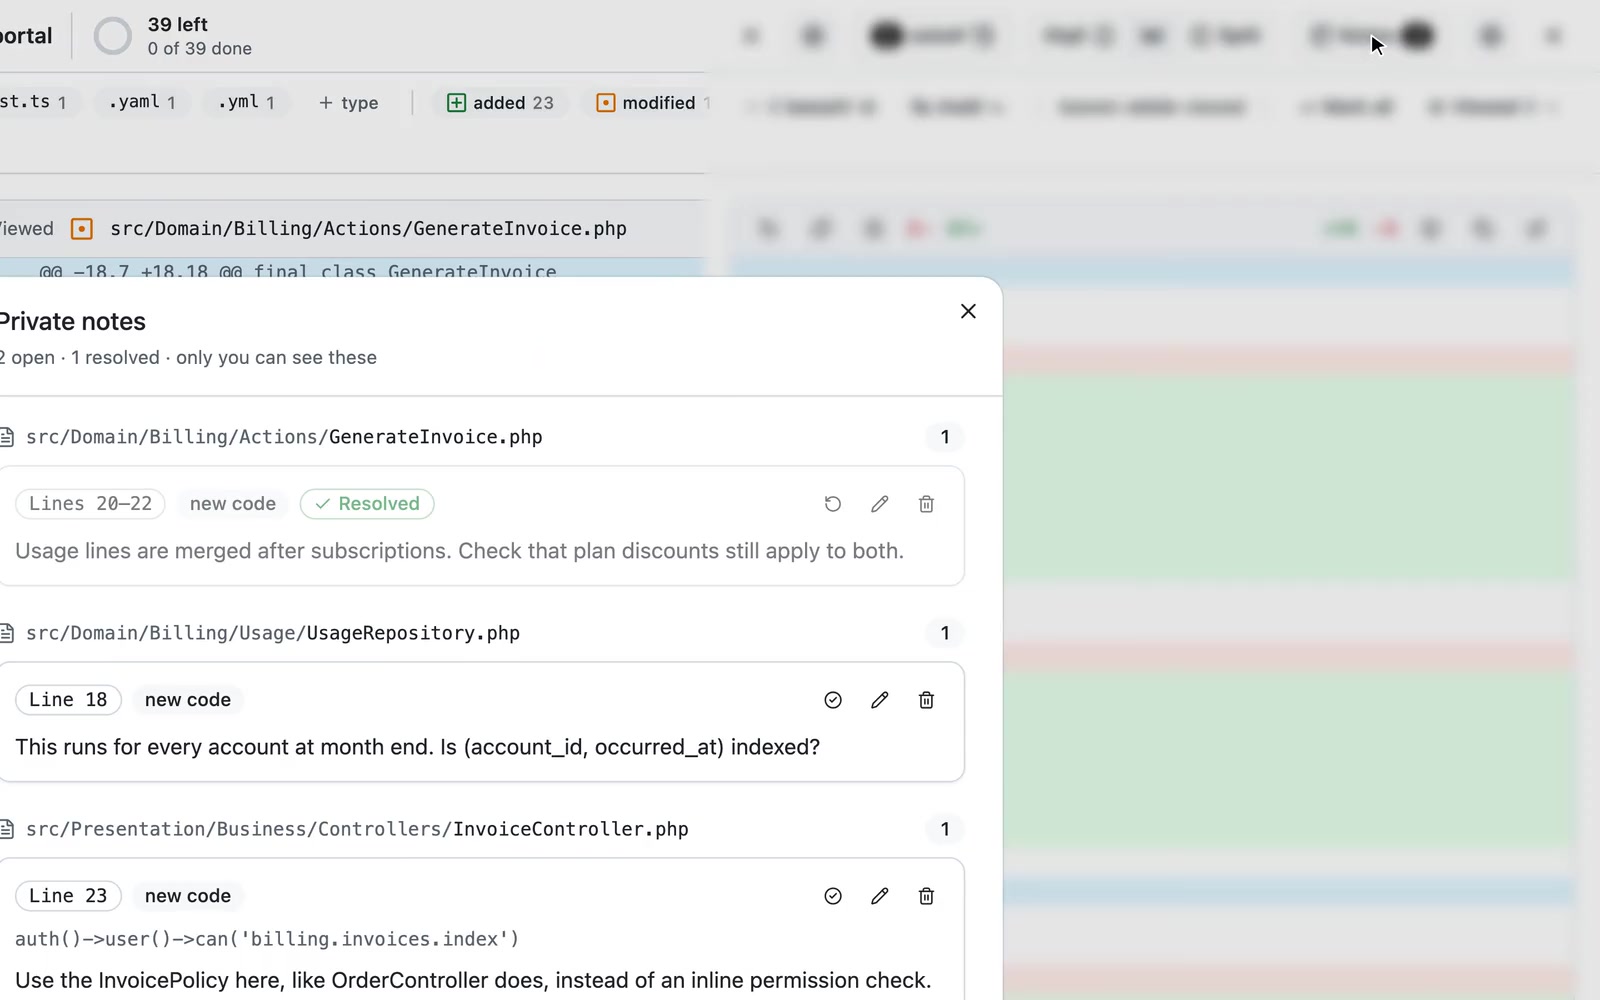 portal
39 left
0 of 39 done
st.ts 1 .yaml 1 .yml 1 + type added 23 modified 1
Viewed src/Domain/Billing/Actions/GenerateInvoice.php
@@ -18,7 +18,18 @@ final class GenerateInvoice
Private notes
2 open · 1 resolved · only you can see these
src/Domain/Billing/Actions/GenerateInvoice.php 1
Lines 20–22 new code Resolved
Usage lines are merged after subscriptions. Check that plan discounts still apply to both.
src/Domain/Billing/Usage/UsageRepository.php 1
Line 18 new code
This runs for every account at month end. Is (account_id, occurred_at) indexed?
src/Presentation/Business/Controllers/InvoiceController.php 1
Line 23 new code
auth()->user()->can('billing.invoices.index')
Use the InvoicePolicy here, like OrderController does, instead of an inline permission check.